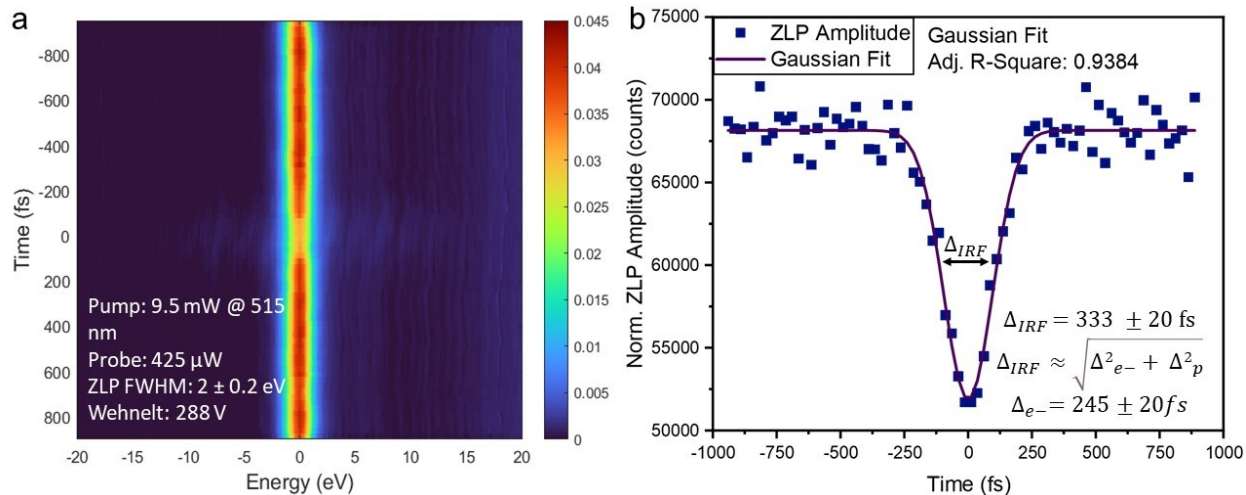 a
-800
-600
-400
-200
0
200
400
600
800
Time (fs)
Pump: 9.5 mW @ 515
nm
Probe: 425 μW
ZLP FWHM: 2 ± 0.2 eV
Wehnelt: 288 V
-20 -15 -10 -5 0 5 10 15 20
Energy (eV)
0.045
0.04
0.035
0.03
0.025
0.02
0.015
0.01
0.005
0
b
75000
70000
65000
60000
55000
50000
Norm. ZLP Amplitude (counts)
ZLP Amplitude
Gaussian Fit
Gaussian Fit
Adj. R-Square: 0.9384
Δ_IRF
Δ_IRF = 333 ± 20 fs
Δ_IRF ≈ √(Δ²_e− + Δ²_p)
Δ_e− = 245 ± 20fs
-1000 -750 -500 -250 0 250 500 750 1000
Time (fs)